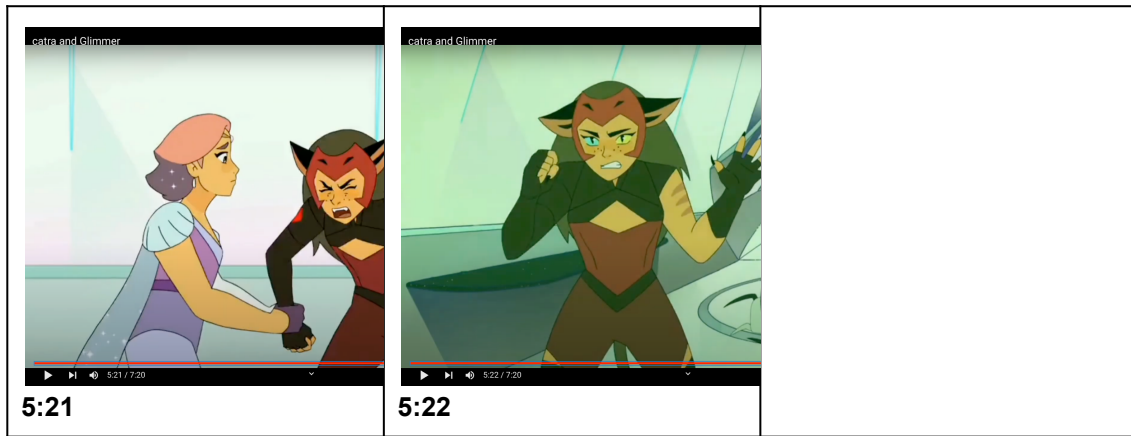 catra and Glimmer
5:21 / 7:20
5:21
catra and Glimmer
5:22 / 7:20
5:22